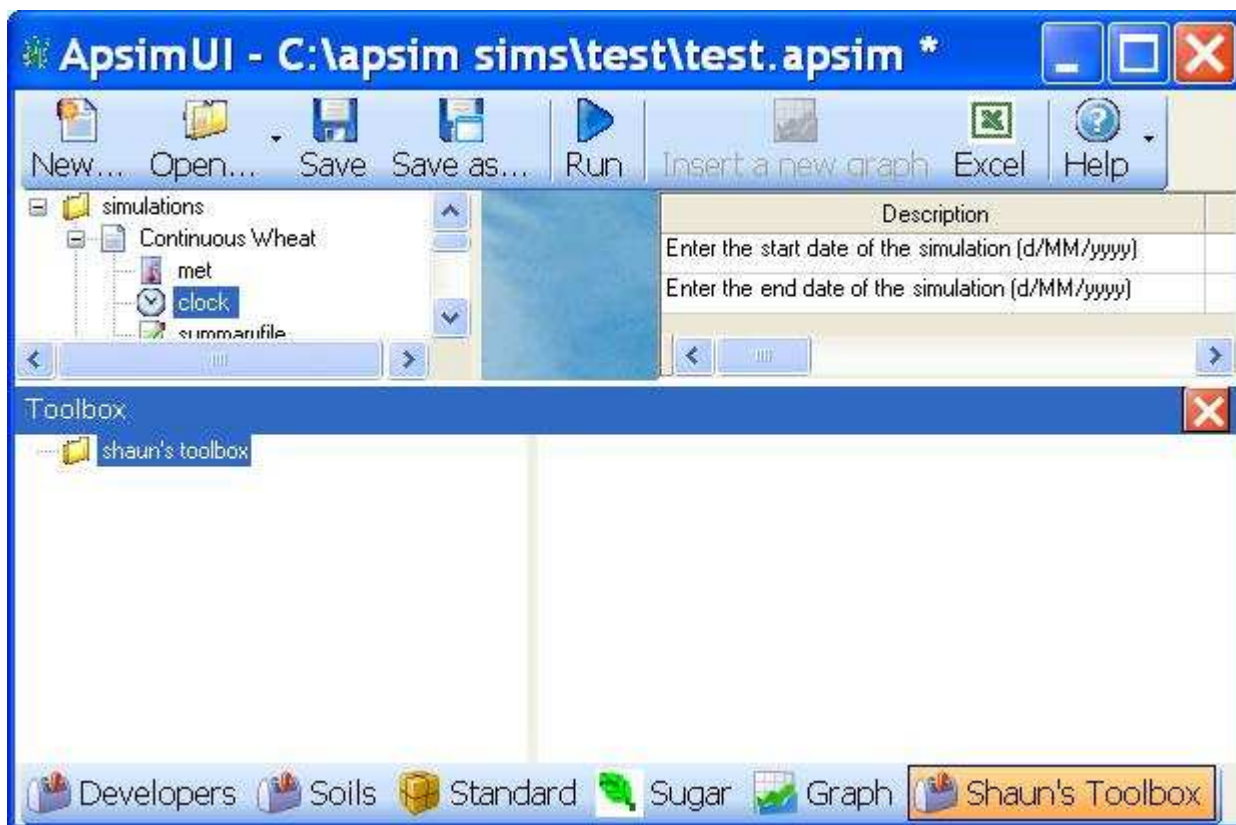 ApsimUI - C:\apsim sims\test\test.apsim *
New... Open... Save Save as... Run Insert a new graph Excel Help
simulations
Continuous Wheat
met
clock
summaryfile
Description
Enter the start date of the simulation (d/MM/yyyy)
Enter the end date of the simulation (d/MM/yyyy)
Toolbox
shaun's toolbox
Developers Soils Standard Sugar Graph Shaun's Toolbox